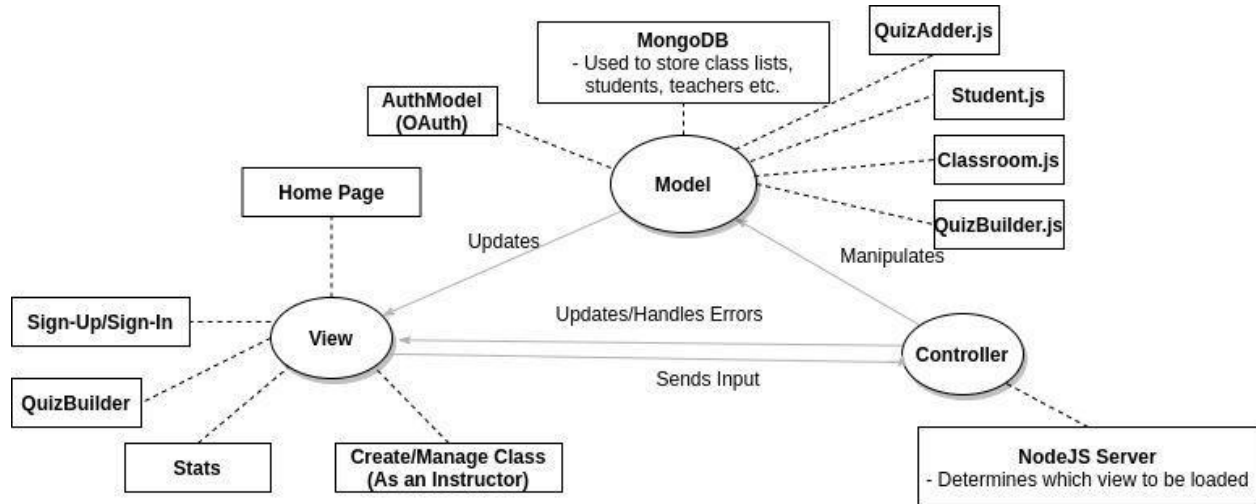 QuizAdder.js
MongoDB
- Used to store class lists,
students, teachers etc.
Student.js
AuthModel
(OAuth)
Classroom.js
Model
Home Page
QuizBuilder.js
Updates
Manipulates
Sign-Up/Sign-In
Updates/Handles Errors
View
Controller
Sends Input
QuizBuilder
Stats
Create/Manage Class
(As an Instructor)
NodeJS Server
- Determines which view to be loaded